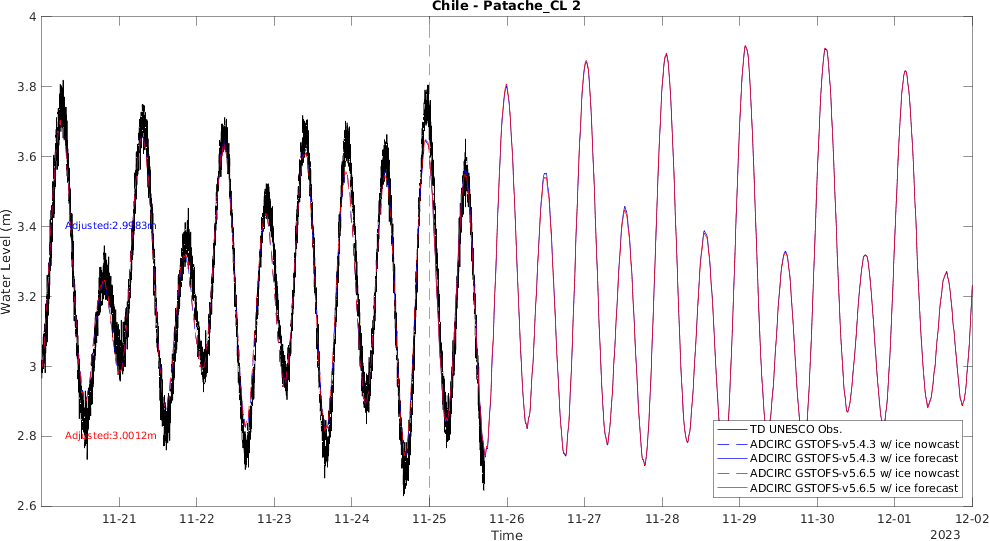 Chile - Patache_CL 2
4
3.8
3.6
3.4
3.2
3
2.8
2.6
Water Level (m)
Adjusted:2.9983m
Adjusted:3.0012m
TD UNESCO Obs.
ADCIRC GSTOFS-v5.4.3 w/ ice nowcast
ADCIRC GSTOFS-v5.4.3 w/ ice forecast
ADCIRC GSTOFS-v5.6.5 w/ ice nowcast
ADCIRC GSTOFS-v5.6.5 w/ ice forecast
11-21 11-22 11-23 11-24 11-25 11-26 11-27 11-28 11-29 11-30 12-01 12-02
Time
2023